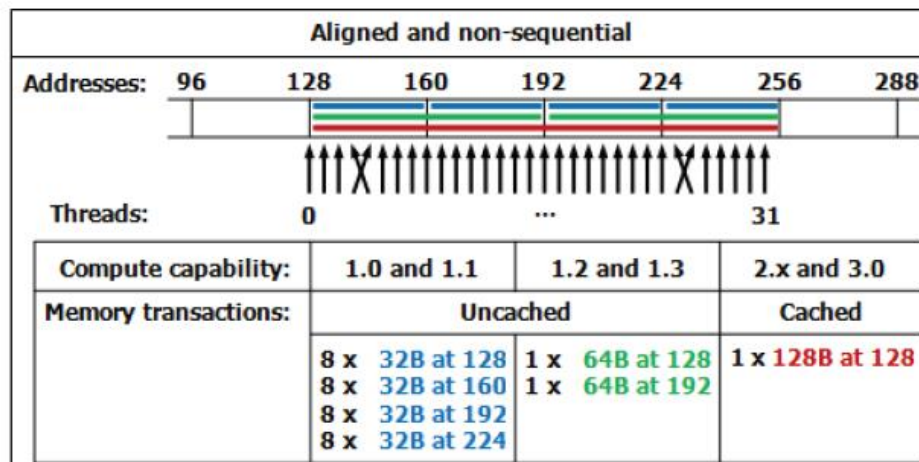 Aligned and non-sequential
Addresses: 96 128 160 192 224 256 288
Threads: 0 ... 31
Compute capability: 1.0 and 1.1 1.2 and 1.3 2.x and 3.0
Memory transactions: Uncached Cached
8 x 32B at 128 1 x 64B at 128 1 x 128B at 128
8 x 32B at 160 1 x 64B at 192
8 x 32B at 192
8 x 32B at 224